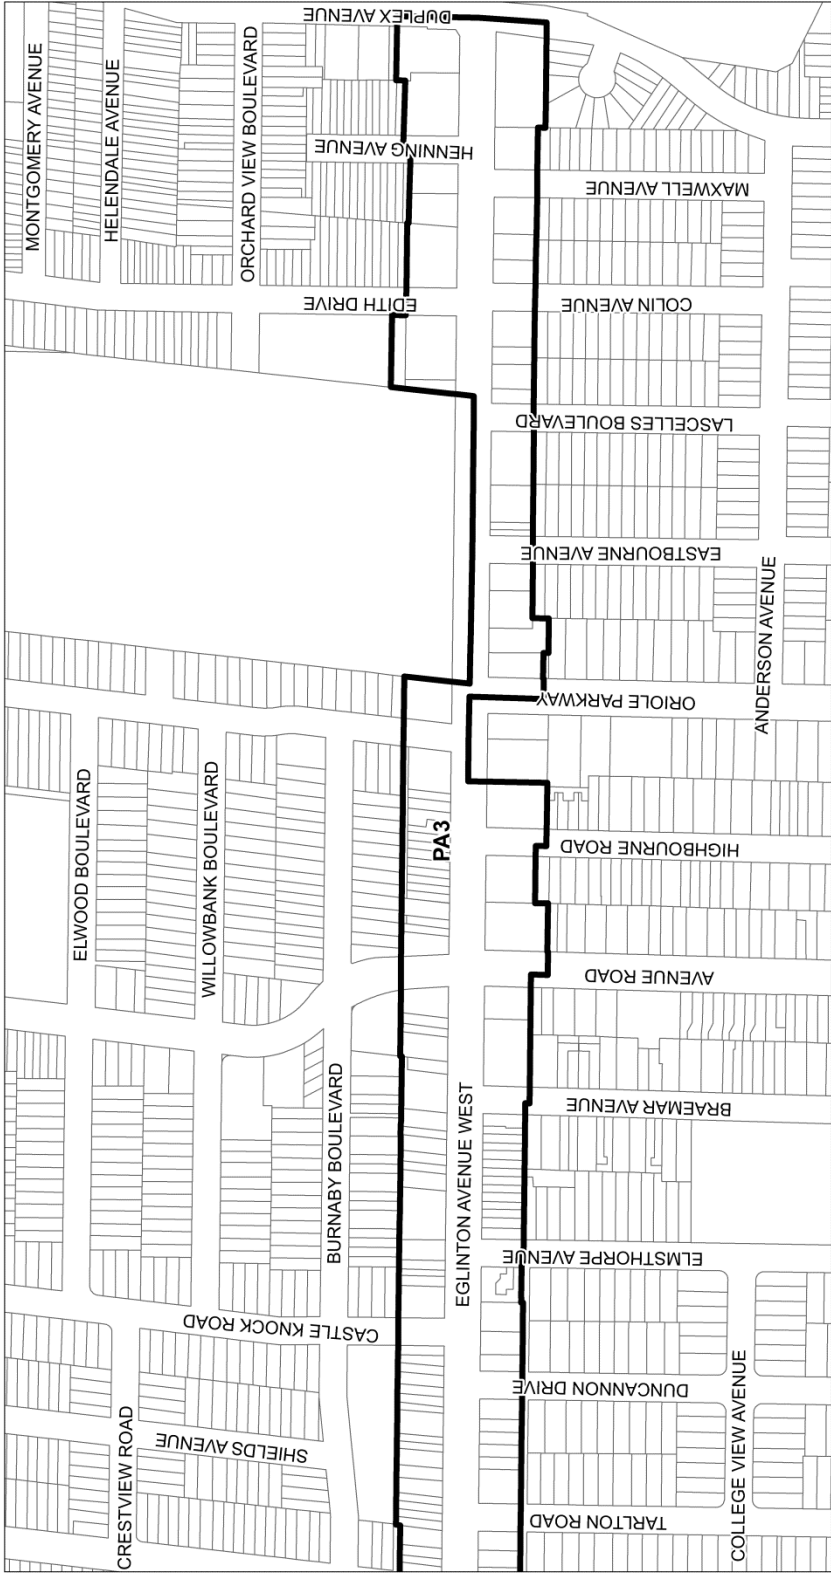 DUPLEX AVENUE
MONTGOMERY AVENUE
HELENDALE AVENUE
ORCHARD VIEW BOULEVARD
HENNING AVENUE
MAXWELL AVENUE
EDITH DRIVE
COLIN AVENUE
LASCELLES BOULEVARD
EASTBOURNE AVENUE
ANDERSON AVENUE
ORIOLE PARKWAY
ELWOOD BOULEVARD
WILLOWBANK BOULEVARD
PA3
HIGHBOURNE ROAD
AVENUE ROAD
BURNABY BOULEVARD
EGLINTON AVENUE WEST
BRAEMAR AVENUE
ELMSTHORPE AVENUE
CASTLE KNOCK ROAD
DUNCANNON DRIVE
COLLEGE VIEW AVENUE
CRESTVIEW ROAD
SHIELDS AVENUE
TARLTON ROAD